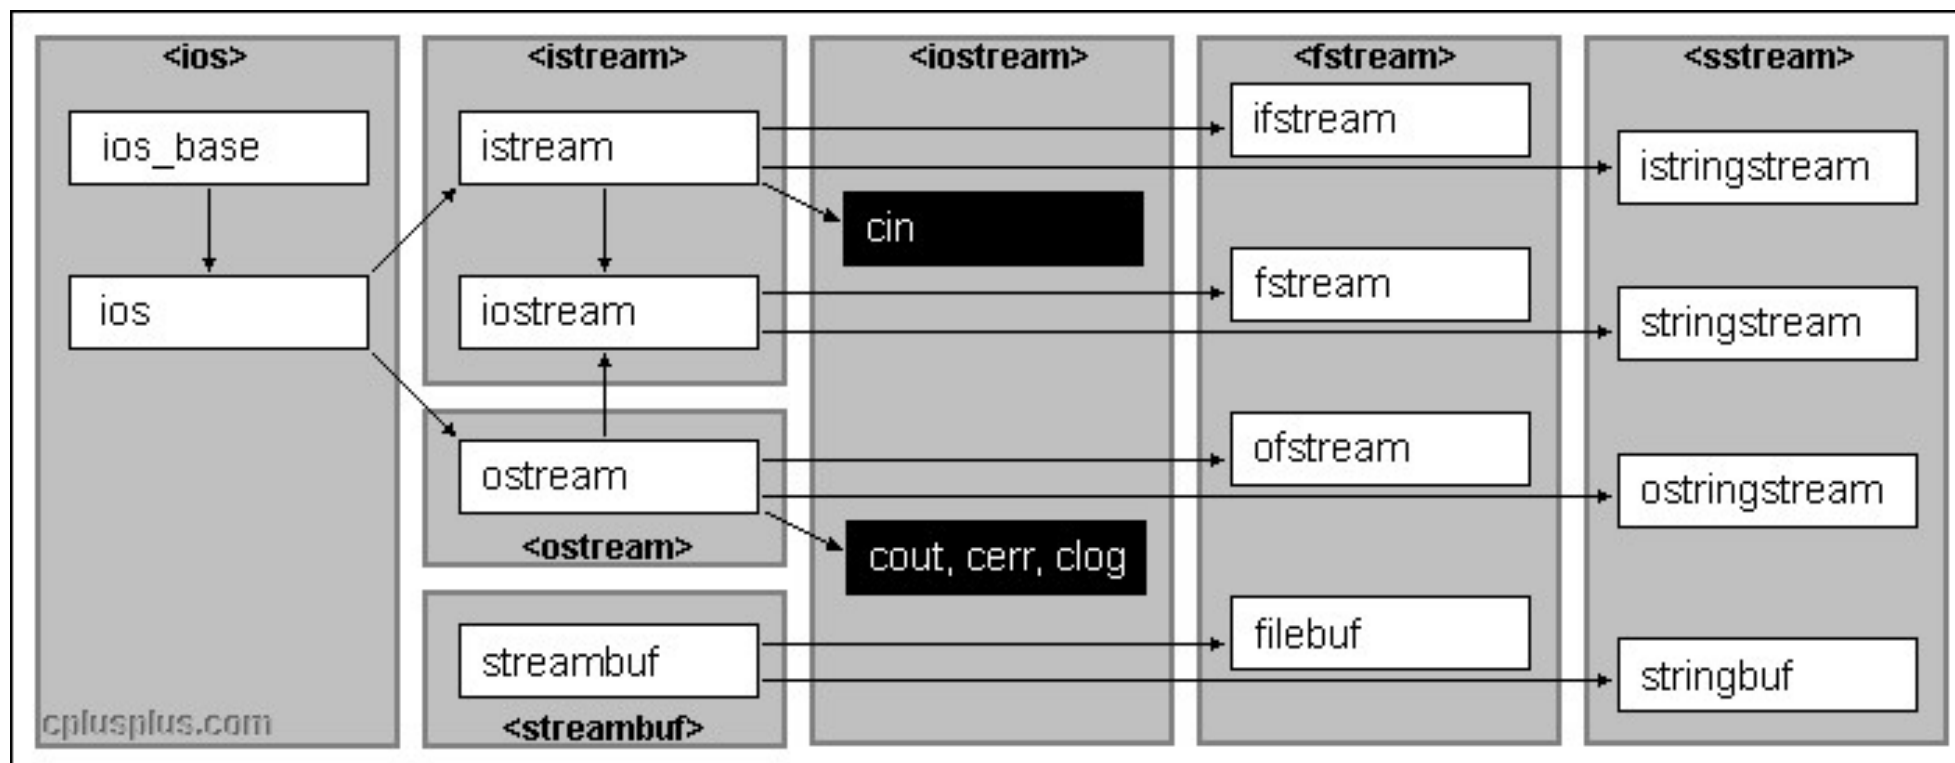 <ios>
ios_base
ios
cplusplus.com
<istream>
istream
iostream
ostream
<ostream>
streambuf
<streambuf>
<iostream>
cin
cout, cerr, clog
<fstream>
ifstream
fstream
ofstream
filebuf
<sstream>
istringstream
stringstream
ostringstream
stringbuf